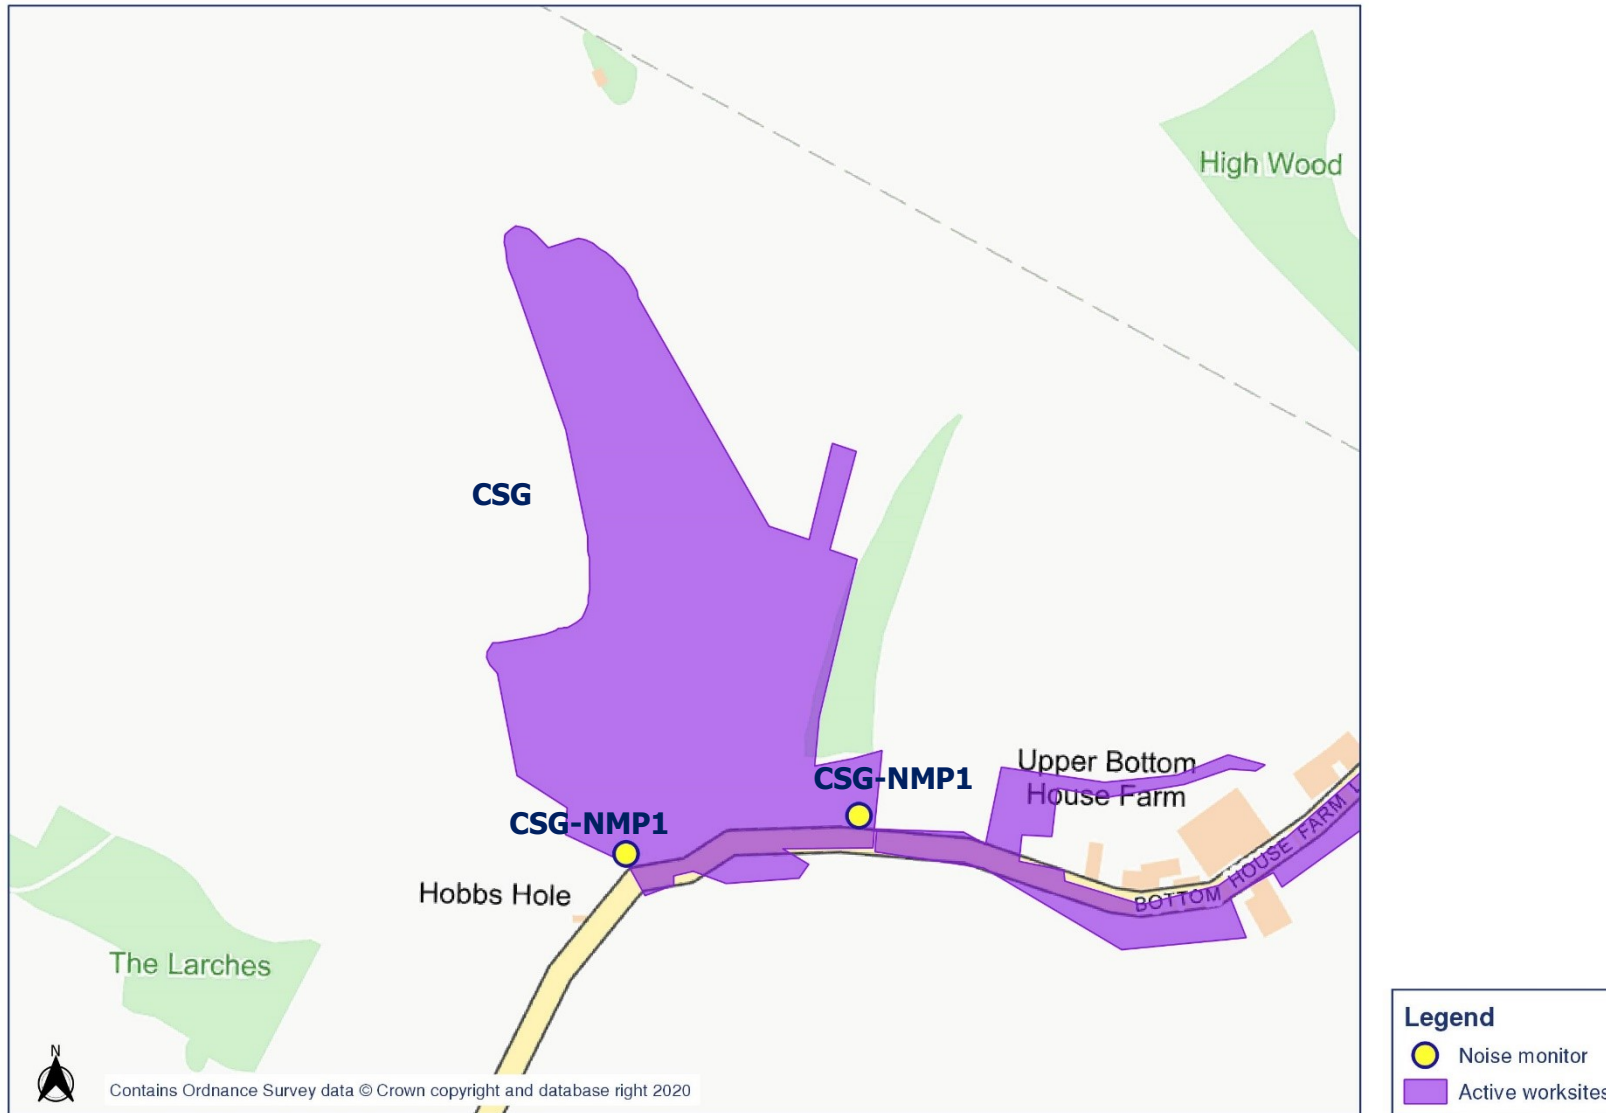 High Wood
CSG
Upper Bottom
House Farm
CSG-NMP1
CSG-NMP1
Hobbs Hole
BOTTOM HOUSE FARM L
The Larches
N
Contains Ordnance Survey data © Crown copyright and database right 2020
Legend
Noise monitor
Active worksites